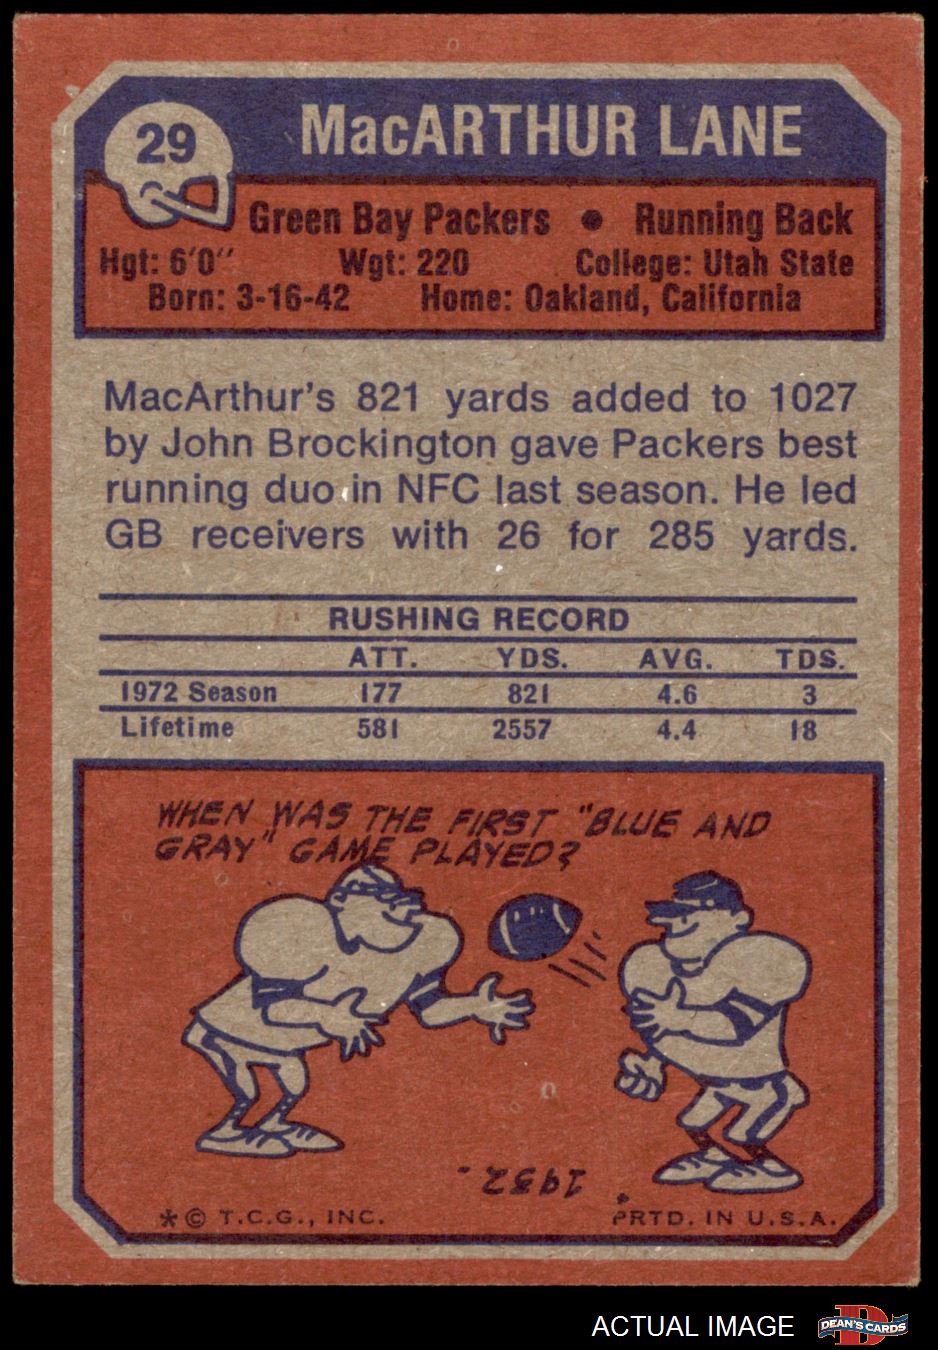 29
MacARTHUR LANE
Green Bay Packers • Running Back
Hgt: 6'0" Wgt: 220 College: Utah State
Born: 3-16-42 Home: Oakland, California
MacArthur's 821 yards added to 1027
by John Brockington gave Packers best
running duo in NFC last season. He led
GB receivers with 26 for 285 yards.
RUSHING RECORD
ATT. YDS. AVG. TDS.
1972 Season 177 821 4.6 3
Lifetime 581 2557 4.4 18
WHEN WAS THE FIRST "BLUE AND
GRAY" GAME PLAYED?
*© T.C.G., INC. PRTD. IN U.S.A.
ACTUAL IMAGE DEAN'S CARDS